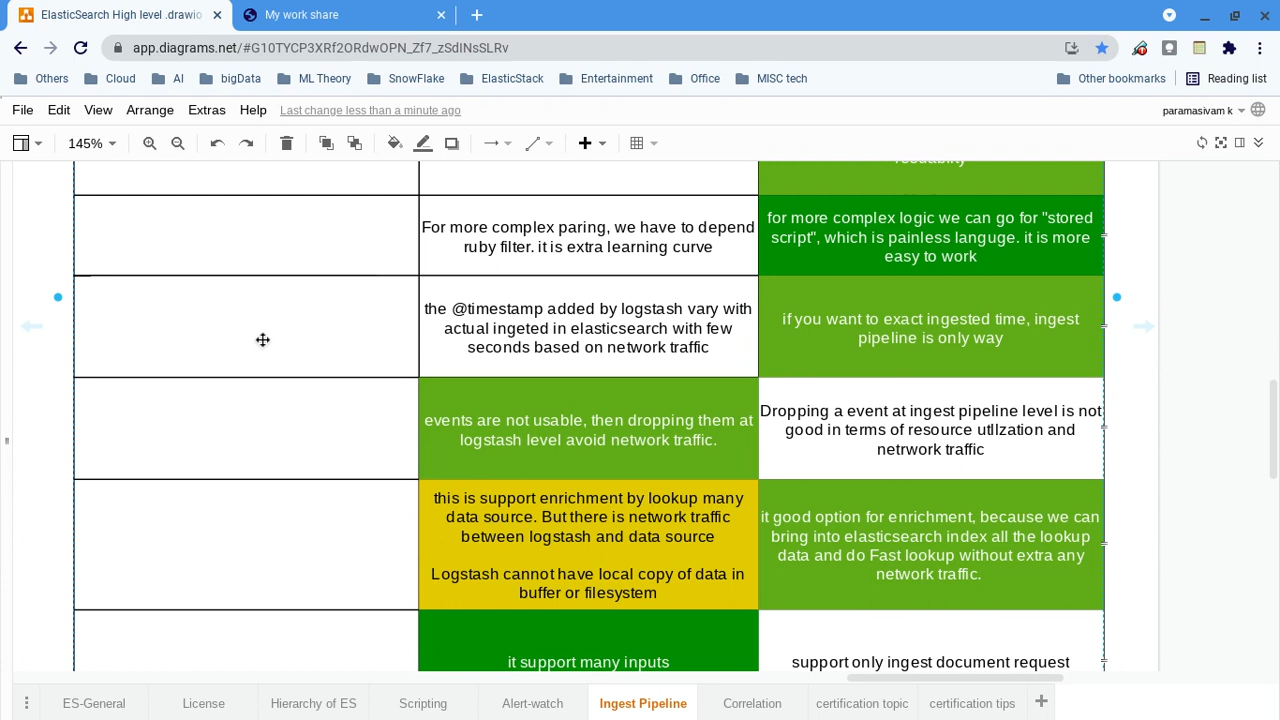 ElasticSearch High level .drawio
My work share
app.diagrams.net/#G10TYCP3XRf2ORdwOPN_Zf7_zSdINsSLRv
Others
Cloud
AI
bigData
ML Theory
SnowFlake
ElasticStack
Entertainment
Office
MISC tech
Other bookmarks
Reading list
File
Edit
View
Arrange
Extras
Help
Last change less than a minute ago
paramasivam k
145%
For more complex paring, we have to depend
ruby filter. it is extra learning curve
for more complex logic we can go for "stored
script", which is painless languge. it is more
easy to work
the @timestamp added by logstash vary with
actual ingeted in elasticsearch with few
seconds based on network traffic
if you want to exact ingested time, ingest
pipeline is only way
events are not usable, then dropping them at
logstash level avoid network traffic.
Dropping a event at ingest pipeline level is not
good in terms of resource utlIzation and
netrwork traffic
this is support enrichment by lookup many
data source. But there is network traffic
between logstash and data source
Logstash cannot have local copy of data in
buffer or filesystem
it good option for enrichment, because we can
bring into elasticsearch index all the lookup
data and do Fast lookup without extra any
network traffic.
it support many inputs
support only ingest document request
ES-General
License
Hierarchy of ES
Scripting
Alert-watch
Ingest Pipeline
Correlation
certification topic
certification tips